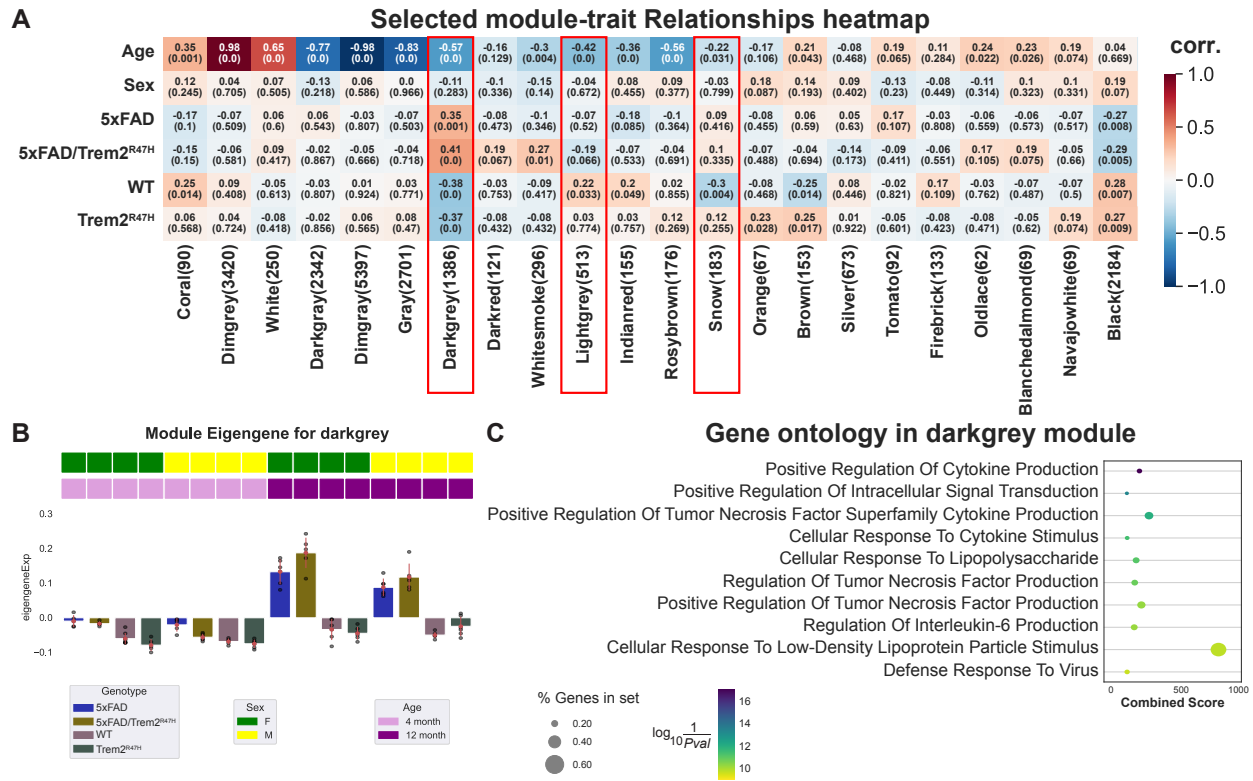 A
Selected module-trait Relationships heatmap
Age 0.35 0.98 0.65 -0.77 -0.98 -0.83 -0.57 -0.16 -0.3 -0.42 -0.36 -0.56 -0.22 -0.17 0.21 -0.08 0.19 0.11 0.24 0.23 0.19 0.04
(0.001) (0.0) (0.0) (0.0) (0.0) (0.0) (0.0) (0.129) (0.004) (0.0) (0.0) (0.0) (0.031) (0.106) (0.043) (0.468) (0.065) (0.284) (0.022) (0.026) (0.074) (0.669)
Sex 0.12 0.04 0.07 -0.13 0.06 0.0 -0.11 -0.1 -0.15 -0.04 0.08 0.09 -0.03 0.18 0.14 0.09 -0.13 -0.08 -0.11 0.1 0.1 0.19
(0.245) (0.705) (0.505) (0.218) (0.586) (0.966) (0.283) (0.336) (0.14) (0.672) (0.455) (0.377) (0.799) (0.087) (0.193) (0.402) (0.23) (0.449) (0.314) (0.323) (0.331) (0.07)
5xFAD -0.17 -0.07 0.06 0.06 -0.03 -0.07 0.35 -0.08 -0.1 -0.07 -0.18 -0.1 0.09 -0.08 0.06 0.05 0.17 -0.03 -0.06 -0.06 -0.07 -0.27
(0.1) (0.509) (0.6) (0.543) (0.807) (0.503) (0.001) (0.473) (0.346) (0.52) (0.085) (0.364) (0.416) (0.455) (0.59) (0.63) (0.107) (0.808) (0.559) (0.573) (0.517) (0.008)
5xFAD/Trem2R47H -0.15 -0.06 0.09 -0.02 -0.05 -0.04 0.41 0.19 0.27 -0.19 -0.07 -0.04 0.1 -0.07 -0.04 -0.14 -0.09 -0.06 0.17 0.19 -0.05 -0.29
(0.15) (0.581) (0.417) (0.867) (0.666) (0.718) (0.0) (0.067) (0.01) (0.066) (0.533) (0.691) (0.335) (0.488) (0.694) (0.173) (0.411) (0.551) (0.105) (0.075) (0.66) (0.005)
WT 0.25 0.09 -0.05 -0.03 0.01 0.03 -0.38 -0.03 -0.09 0.22 0.2 0.02 -0.3 -0.08 -0.25 0.08 -0.02 0.17 -0.03 -0.07 -0.07 0.28
(0.014) (0.408) (0.613) (0.807) (0.924) (0.771) (0.0) (0.753) (0.417) (0.033) (0.049) (0.855) (0.004) (0.468) (0.014) (0.446) (0.821) (0.109) (0.762) (0.487) (0.5) (0.007)
Trem2R47H 0.06 0.04 -0.08 -0.02 0.06 0.08 -0.37 -0.08 -0.08 0.03 0.03 0.12 0.12 0.23 0.25 0.01 -0.05 -0.08 -0.08 -0.05 0.19 0.27
(0.568) (0.724) (0.418) (0.856) (0.565) (0.47) (0.0) (0.432) (0.432) (0.774) (0.757) (0.269) (0.255) (0.028) (0.017) (0.922) (0.601) (0.423) (0.471) (0.62) (0.074) (0.009)
Coral(90) Dimgrey(3420) White(250) Darkgray(2342) Dimgray(5397) Gray(2701) Darkgrey(1386) Darkred(121) Whitesmoke(296) Lightgrey(513) Indianred(155) Rosybrown(176) Snow(183) Orange(67) Brown(153) Silver(673) Tomato(92) Firebrick(133) Oldlace(62) Blanchedalmond(69) Navajowhite(69) Black(184)
corr.
1.0
0.5
0.0
−0.5
−1.0
B
Module Eigengene for darkgrey
eigengeneExp
0.3
0.2
0.1
0.0
−0.1
Genotype
5xFAD
5xFAD/Trem2R47H
WT
Trem2R47H
Sex
F
M
Age
4 month
12 month
C
Gene ontology in darkgrey module
Positive Regulation Of Cytokine Production
Positive Regulation Of Intracellular Signal Transduction
Positive Regulation Of Tumor Necrosis Factor Superfamily Cytokine Production
Cellular Response To Cytokine Stimulus
Cellular Response To Lipopolysaccharide
Regulation Of Tumor Necrosis Factor Production
Positive Regulation Of Tumor Necrosis Factor Production
Regulation Of Interleukin-6 Production
Cellular Response To Low-Density Lipoprotein Particle Stimulus
Defense Response To Virus
0 500 1000
Combined Score
% Genes in set
0.20
0.40
0.60
log10 1/Pval
16
14
12
10